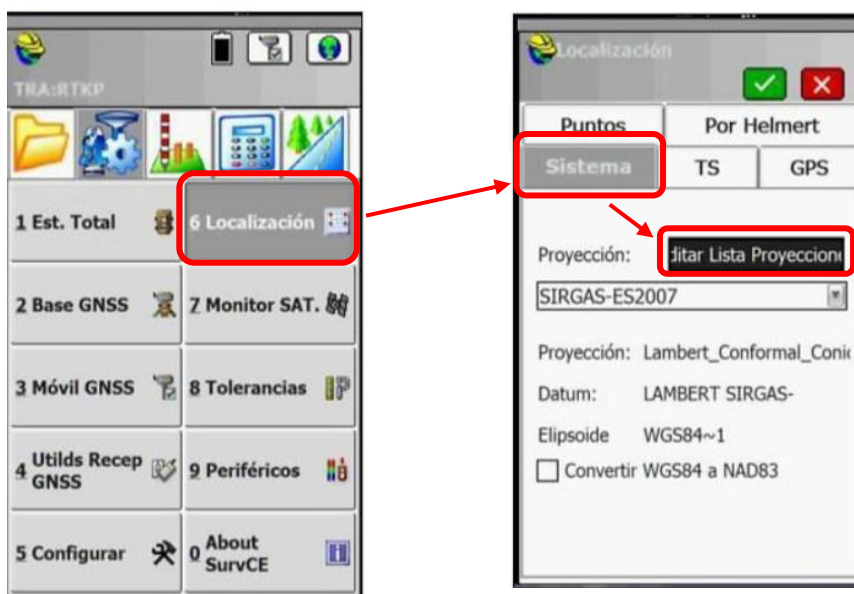 TRA:RTKP
1 Est. Total
6 Localización
2 Base GNSS
7 Monitor SAT.
3 Móvil GNSS
8 Tolerancias
4 Utilds Recep
GNSS
9 Periféricos
5 Configurar
0 About
SurvCE
Localización
Puntos
Por Helmert
Sistema
TS
GPS
Proyección:
ditar Lista Proyeccione
SIRGAS-ES2007
Proyección: Lambert_Conformal_Conic
Datum: LAMBERT SIRGAS-
Elipsoide WGS84~1
Convertir WGS84 a NAD83